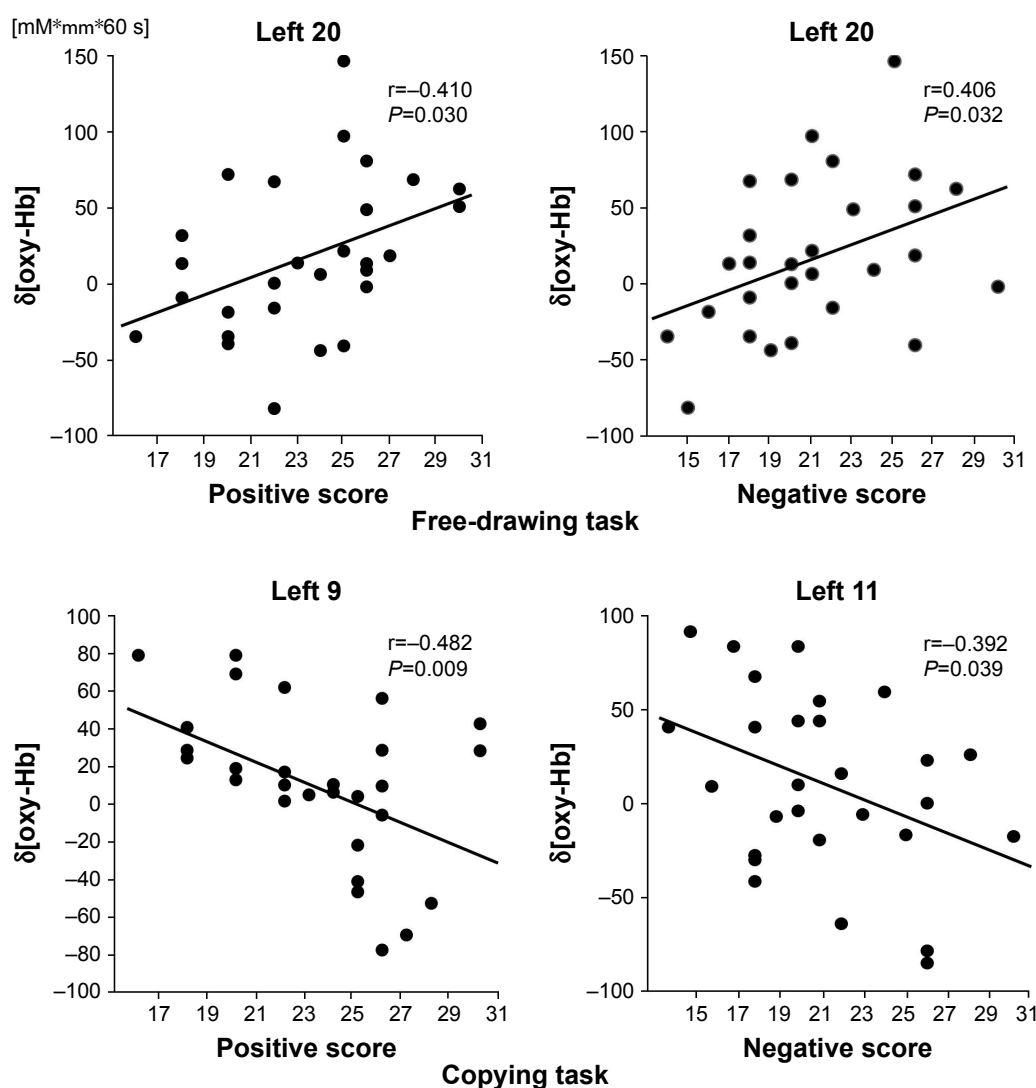 [mM*mm*60 s]
Left 20
150
100
50
0
–50
–100
δ[oxy-Hb]
r=–0.410
P=0.030
17 19 21 23 25 27 29 31
Positive score
Left 20
150
100
50
0
–50
–100
δ[oxy-Hb]
r=0.406
P=0.032
15 17 19 21 23 25 27 29 31
Negative score
Free-drawing task
Left 9
100
80
60
40
20
0
–20
–40
–60
–80
–100
δ[oxy-Hb]
r=–0.482
P=0.009
17 19 21 23 25 27 29 31
Positive score
Left 11
100
50
0
–50
–100
δ[oxy-Hb]
r=–0.392
P=0.039
15 17 19 21 23 25 27 29 31
Negative score
Copying task